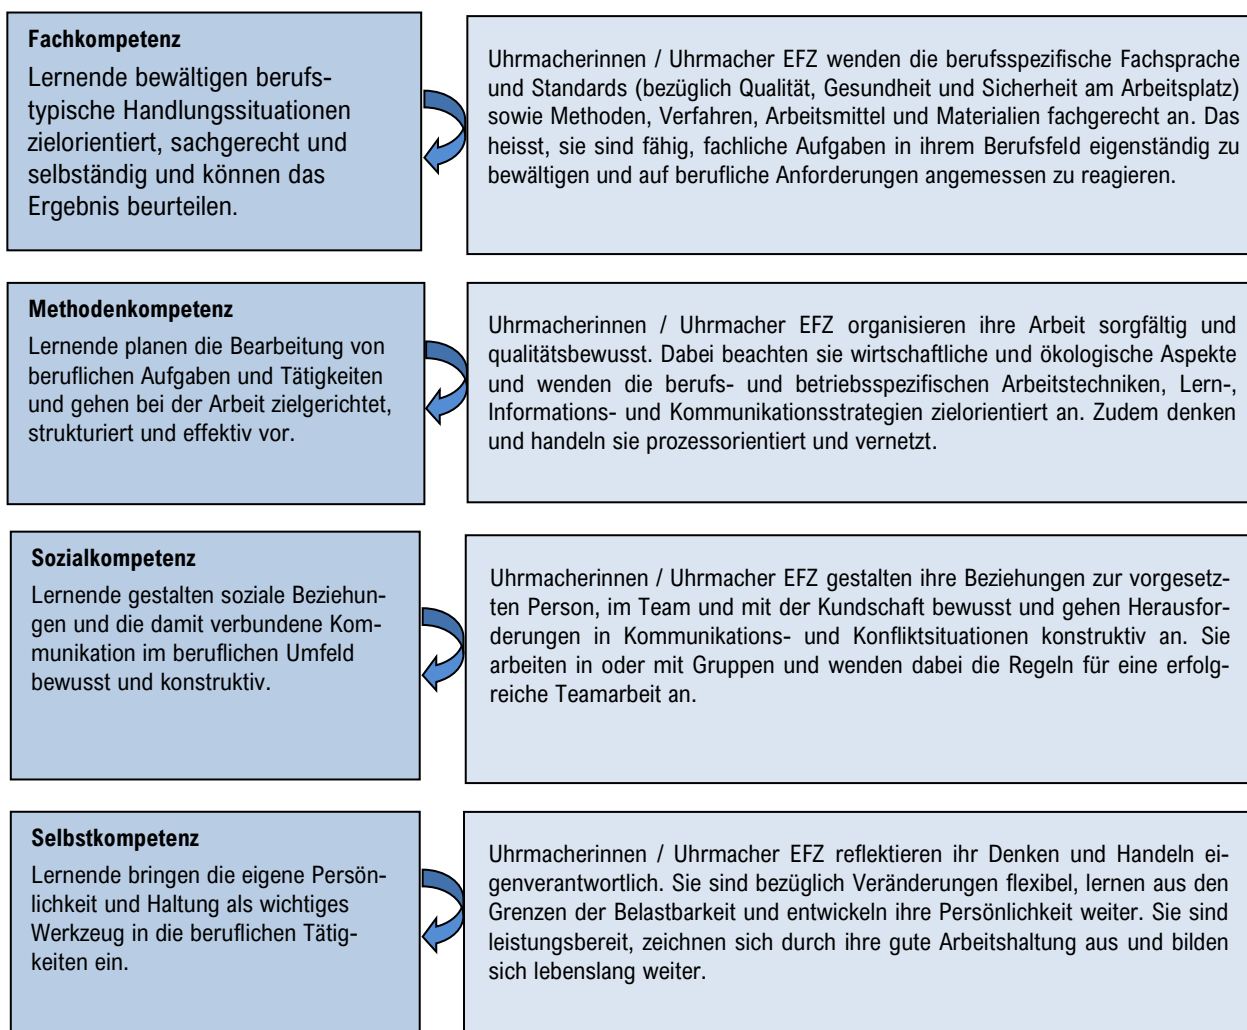 Fachkompetenz
Lernende bewältigen berufs-
typische Handlungssituationen
zielorientiert, sachgerecht und
selbständig und können das
Ergebnis beurteilen.
Uhrmacherinnen / Uhrmacher EFZ wenden die berufsspezifische Fachsprache
und Standards (bezüglich Qualität, Gesundheit und Sicherheit am Arbeitsplatz)
sowie Methoden, Verfahren, Arbeitsmittel und Materialien fachgerecht an. Das
heisst, sie sind fähig, fachliche Aufgaben in ihrem Berufsfeld eigenständig zu
bewältigen und auf berufliche Anforderungen angemessen zu reagieren.
Methodenkompetenz
Lernende planen die Bearbeitung von
beruflichen Aufgaben und Tätigkeiten
und gehen bei der Arbeit zielgerichtet,
strukturiert und effektiv vor.
Uhrmacherinnen / Uhrmacher EFZ organisieren ihre Arbeit sorgfältig und
qualitätsbewusst. Dabei beachten sie wirtschaftliche und ökologische Aspekte
und wenden die berufs- und betriebsspezifischen Arbeitstechniken, Lern-,
Informations- und Kommunikationsstrategien zielorientiert an. Zudem denken
und handeln sie prozessorientiert und vernetzt.
Sozialkompetenz
Lernende gestalten soziale Beziehun-
gen und die damit verbundene Kom-
munikation im beruflichen Umfeld
bewusst und konstruktiv.
Uhrmacherinnen / Uhrmacher EFZ gestalten ihre Beziehungen zur vorgesetz-
ten Person, im Team und mit der Kundschaft bewusst und gehen Herausfor-
derungen in Kommunikations- und Konfliktsituationen konstruktiv an. Sie
arbeiten in oder mit Gruppen und wenden dabei die Regeln für eine erfolg-
reiche Teamarbeit an.
Selbstkompetenz
Lernende bringen die eigene Persön-
lichkeit und Haltung als wichtiges
Werkzeug in die beruflichen Tätig-
keiten ein.
Uhrmacherinnen / Uhrmacher EFZ reflektieren ihr Denken und Handeln ei-
genverantwortlich. Sie sind bezüglich Veränderungen flexibel, lernen aus den
Grenzen der Belastbarkeit und entwickeln ihre Persönlichkeit weiter. Sie sind
leistungsbereit, zeichnen sich durch ihre gute Arbeitshaltung aus und bilden
sich lebenslang weiter.